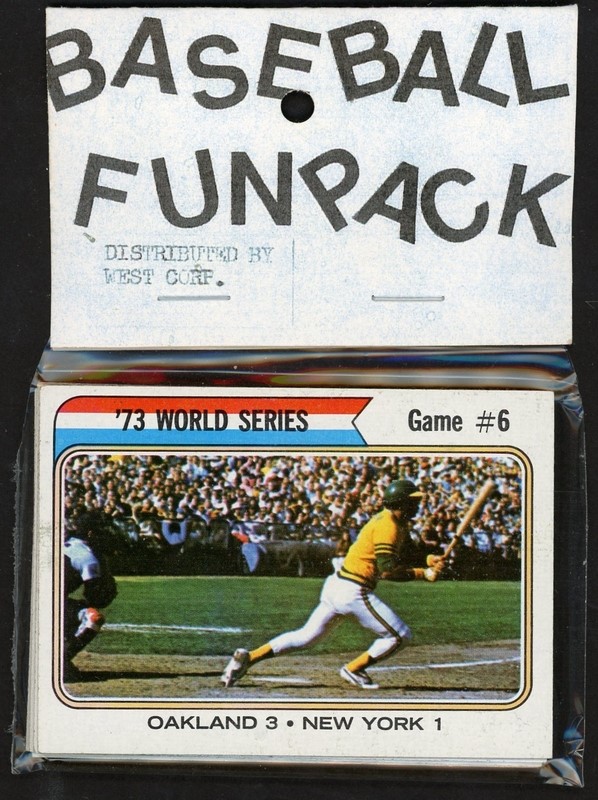 BASEBALL
FUNPACK
DISTRIBUTED BY
WEST CORP.
'73 WORLD SERIES
Game #6
OAKLAND 3 • NEW YORK 1